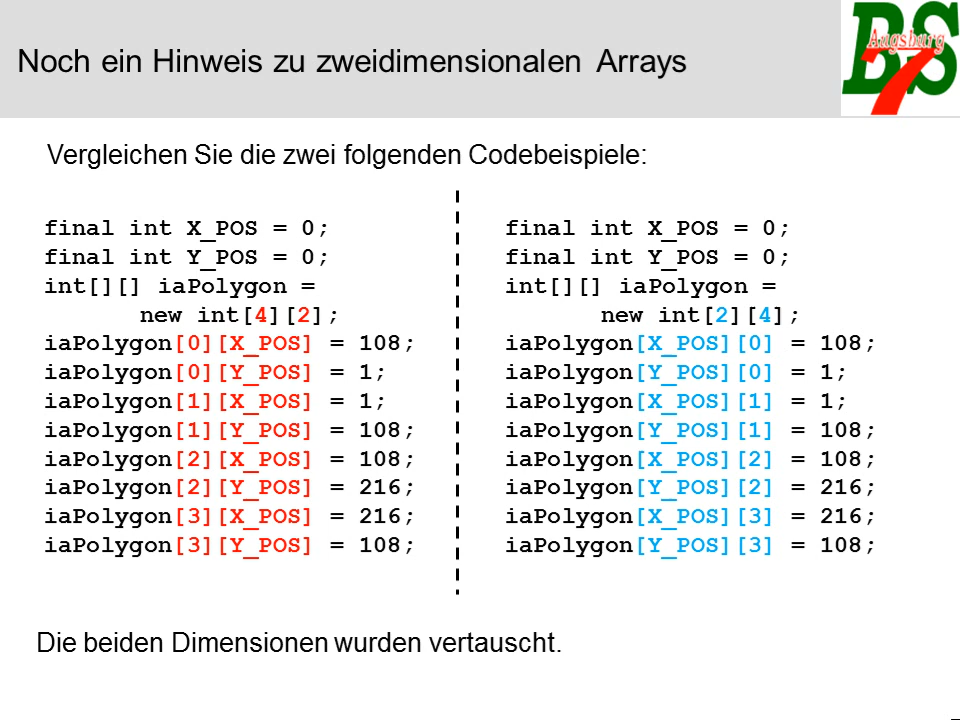 Noch ein Hinweis zu zweidimensionalen Arrays
BS
7
Augsburg
Vergleichen Sie die zwei folgenden Codebeispiele:
final int X_POS = 0;
final int Y_POS = 0;
int[][] iaPolygon =
new int[4][2];
iaPolygon[0][X_POS] = 108;
iaPolygon[0][Y_POS] = 1;
iaPolygon[1][X_POS] = 1;
iaPolygon[1][Y_POS] = 108;
iaPolygon[2][X_POS] = 108;
iaPolygon[2][Y_POS] = 216;
iaPolygon[3][X_POS] = 216;
iaPolygon[3][Y_POS] = 108;
final int X_POS = 0;
final int Y_POS = 0;
int[][] iaPolygon =
new int[2][4];
iaPolygon[X_POS][0] = 108;
iaPolygon[Y_POS][0] = 1;
iaPolygon[X_POS][1] = 1;
iaPolygon[Y_POS][1] = 108;
iaPolygon[X_POS][2] = 108;
iaPolygon[Y_POS][2] = 216;
iaPolygon[X_POS][3] = 216;
iaPolygon[Y_POS][3] = 108;
Die beiden Dimensionen wurden vertauscht.